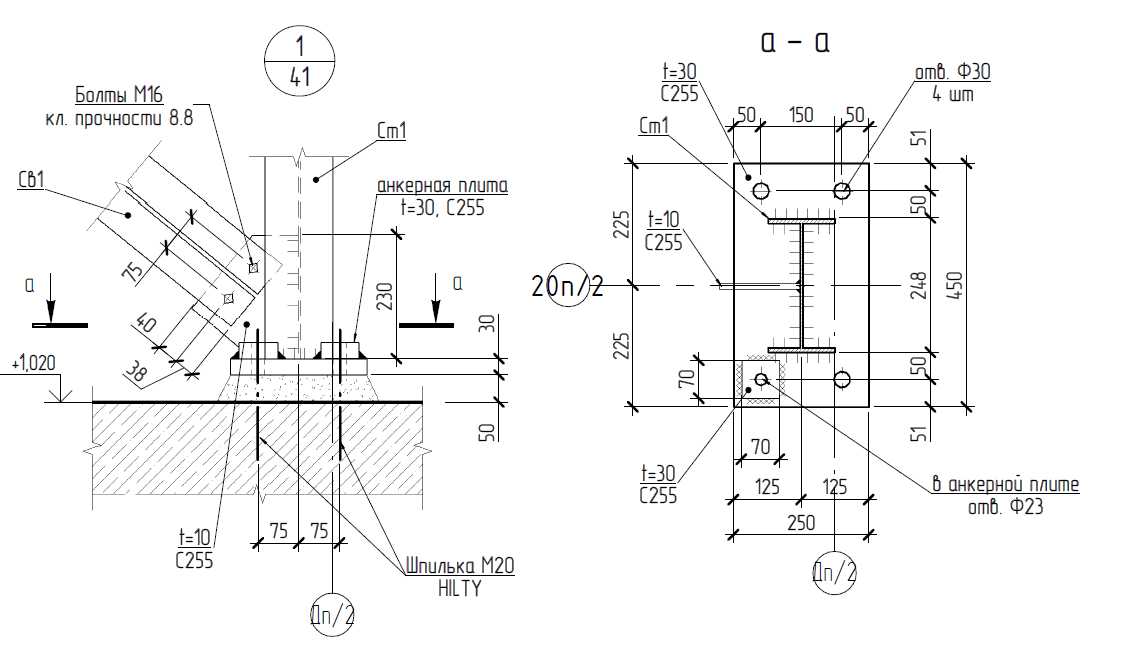 1
41
Болты М16
кл. прочности 8.8
Ст1
Св1
анкерная плита
t=30, С255
75
а
а
230
30
40
38
+1,020
50
t=10
С255
75
75
Шпилька М20
HILTY
Дп/2
а – а
t=30
С255
отв. Ф30
4 шт
50
150
50
Ст1
51
225
50
t=10
С255
20п/2
248
450
225
70
50
70
51
t=30
С255
125
125
в анкерной плите
отв. Ф23
250
Дп/2